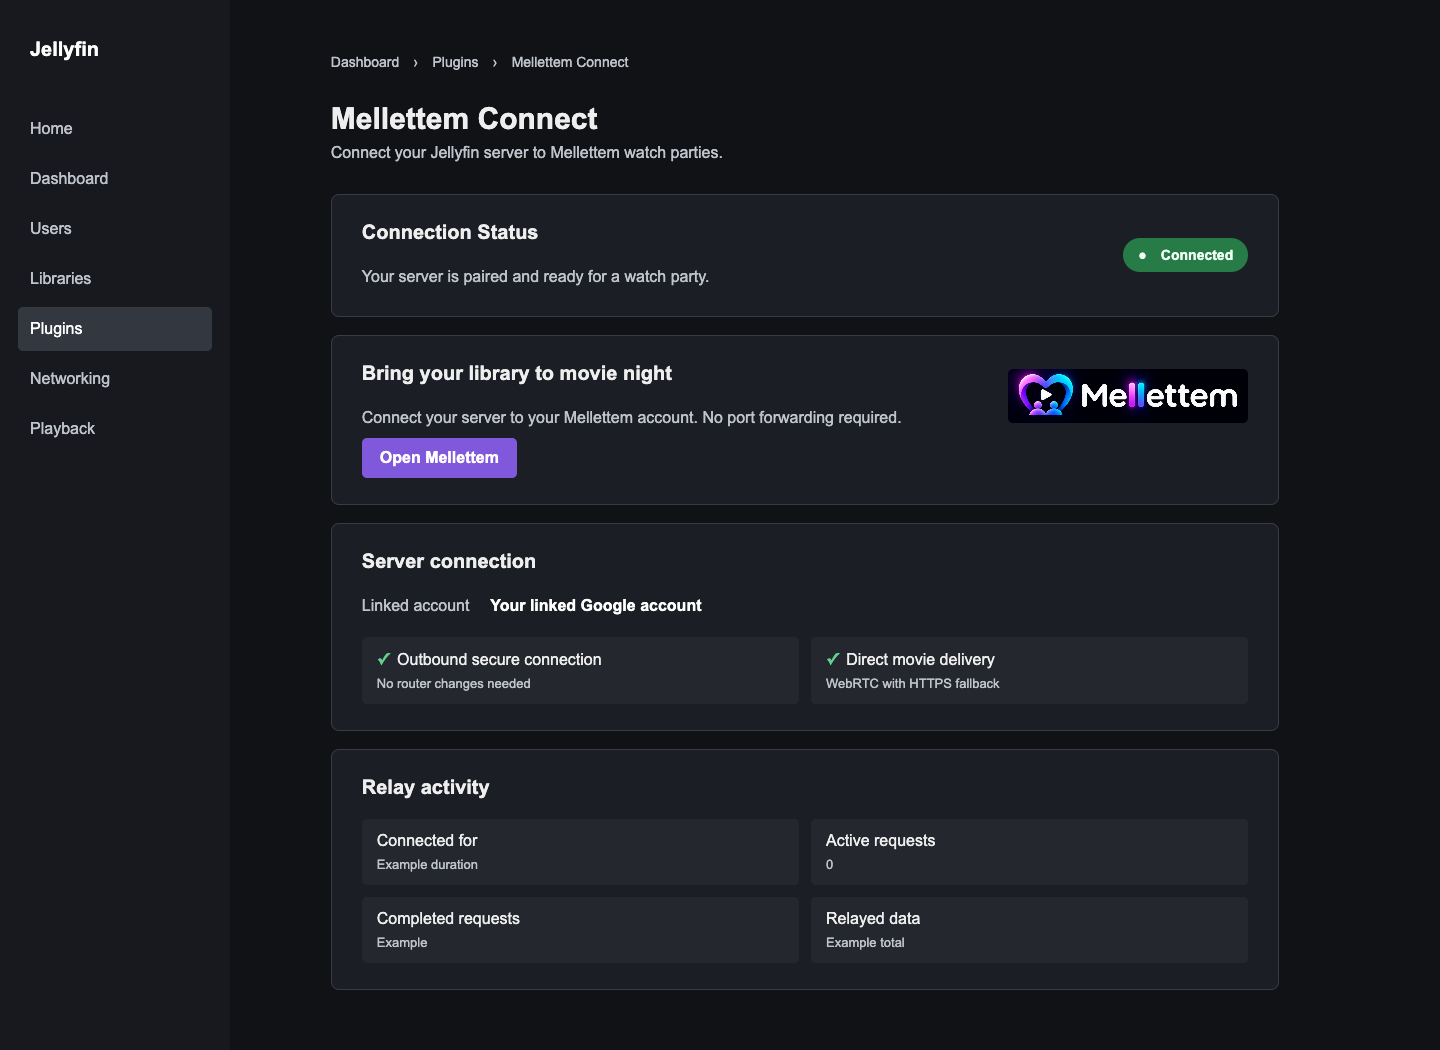 Jellyfin
Home
Dashboard
Users
Libraries
Plugins
Networking
Playback
Dashboard › Plugins › Mellettem Connect
Mellettem Connect
Connect your Jellyfin server to Mellettem watch parties.
Connection Status
Your server is paired and ready for a watch party.
● Connected
Bring your library to movie night
Connect your server to your Mellettem account. No port forwarding required.
Open Mellettem
Mellettem
Server connection
Linked account Your linked Google account
✓ Outbound secure connection
No router changes needed
✓ Direct movie delivery
WebRTC with HTTPS fallback
Relay activity
Connected for
Example duration
Active requests
0
Completed requests
Example
Relayed data
Example total